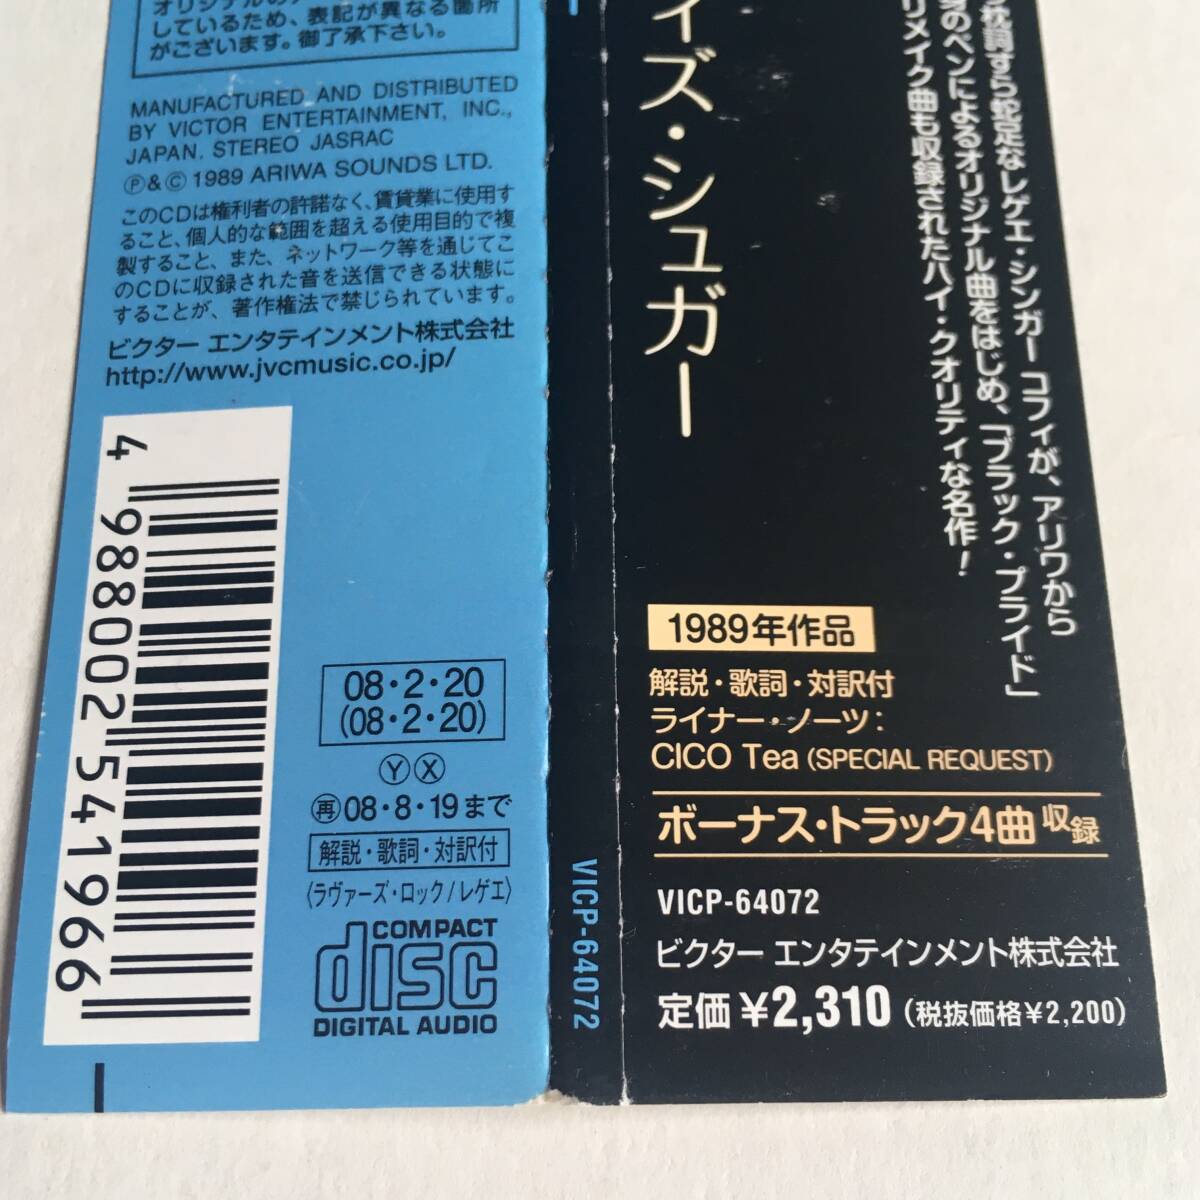 しているため、表記が異なる箇所
がございます。御了承下さい。
MANUFACTURED AND DISTRIBUTED
BY VICTOR ENTERTAINMENT, INC.,
JAPAN. STEREO JASRAC
Ⓟ&Ⓒ 1989 ARIWA SOUNDS LTD.
このCDは権利者の許諾なく、賃貸業に使用す
ること、個人的な範囲を超える使用目的で複
製すること、また、ネットワーク等を通じてこ
のCDに収録された音を送信できる状態に
することが、著作権法で禁じられています。
ビクター エンタテインメント株式会社
http://www.jvcmusic.co.jp/
4 988002 541966
08・2・20
(08・2・20)
ⓎⓍ
㊢08・8・19まで
解説・歌詞・対訳付
〈ラヴァーズ・ロック/レゲエ〉
COMPACT
disc
DIGITAL AUDIO
VICP-64072
イズ・シュガー
枕詞すら蛇足なレゲエ・シンガー コフィが、アリワから
身のペンによるオリジナル曲をはじめ、「ブラック・プライド」
リメイク曲も収録されたハイ・クオリティな名作!
1989年作品
解説・歌詞・対訳付
ライナー・ノーツ:
CICO Tea (SPECIAL REQUEST)
ボーナス・トラック4曲収録
VICP-64072
ビクター エンタテインメント株式会社
定価 ¥2,310 (税抜価格¥2,200)